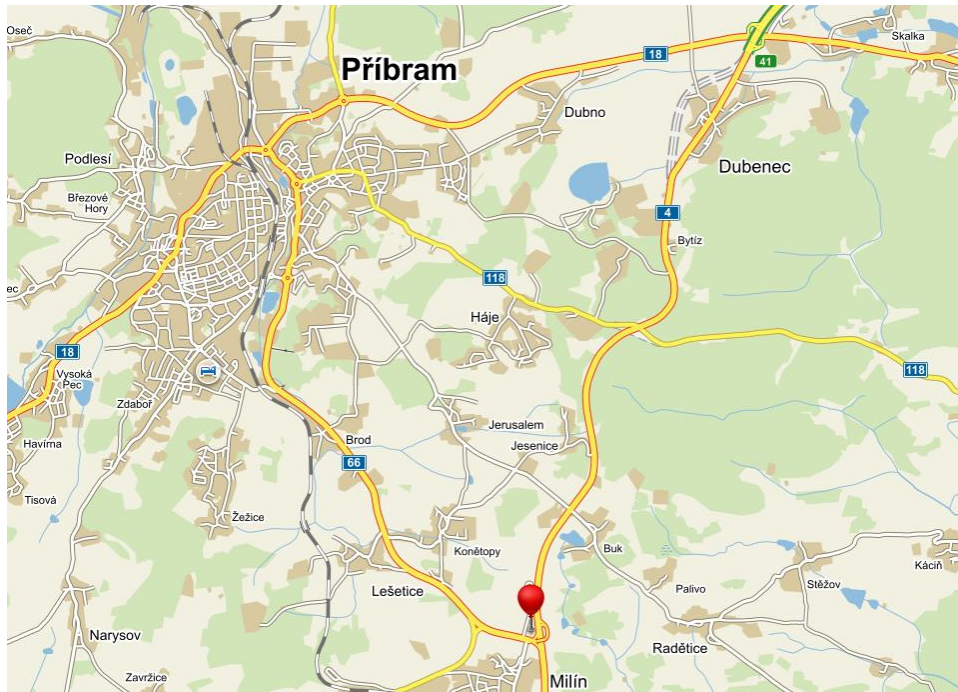 Oseč
18
Skalka
41
Příbram
Dubno
Podlesí
Dubenec
Březové
Hory
4
Bytíz
118
ec
Háje
18
Vysoká
Pec
118
Zdaboř
Jerusalem
Havírna
Brod
Jesenice
66
Tisová
Žežice
Konětopy
Buk
Lešetice
Palivo
Stěžov
Káciň
Narysov
Radětice
Zavržice
Milín